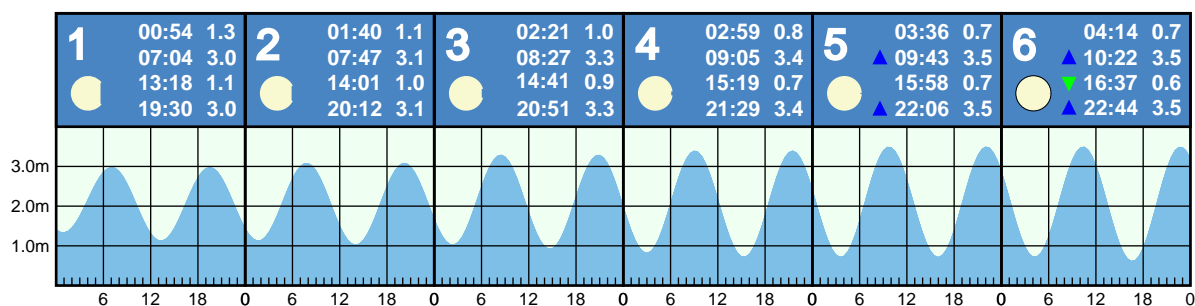 1
00:54 1.3
07:04 3.0
13:18 1.1
19:30 3.0
2
01:40 1.1
07:47 3.1
14:01 1.0
20:12 3.1
3
02:21 1.0
08:27 3.3
14:41 0.9
20:51 3.3
4
02:59 0.8
09:05 3.4
15:19 0.7
21:29 3.4
5
03:36 0.7
▲ 09:43 3.5
15:58 0.7
▲ 22:06 3.5
6
04:14 0.7
▲ 10:22 3.5
▼ 16:37 0.6
▲ 22:44 3.5
3.0m
2.0m
1.0m
6 12 18 0 6 12 18 0 6 12 18 0 6 12 18 0 6 12 18 0 6 12 18 0